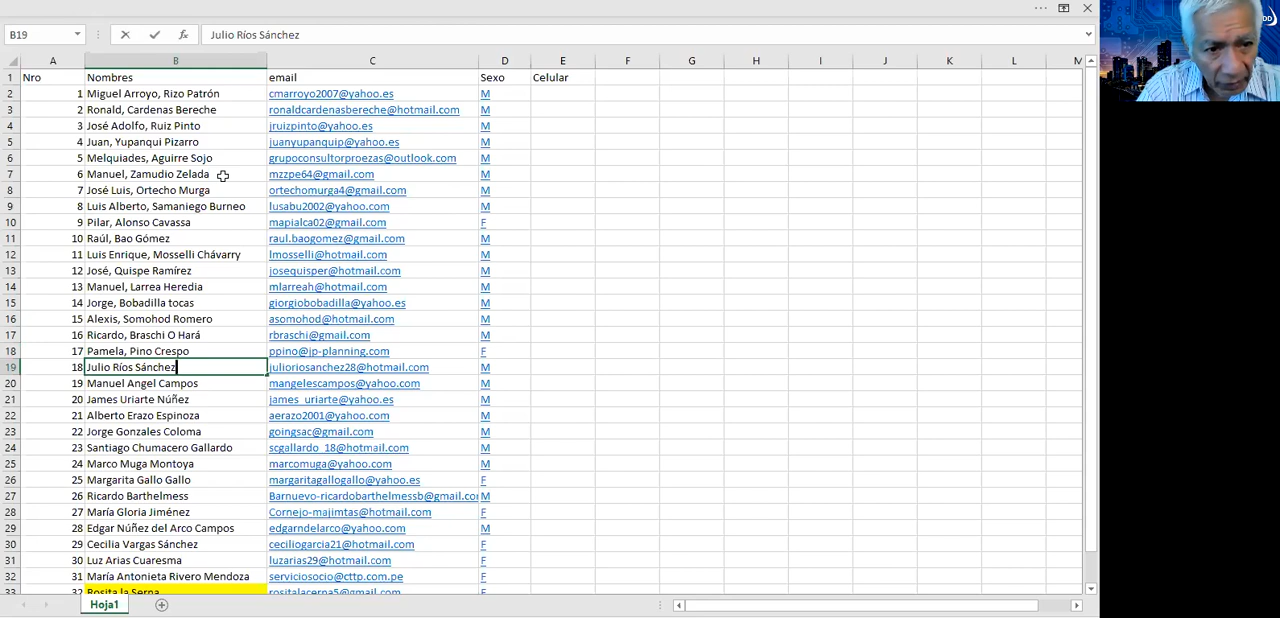 B19 Julio Ríos Sánchez
A B C D E F G H I J K L M
1 Nro Nombres email Sexo Celular
2 1 Miguel Arroyo, Rizo Patrón cmarroyo2007@yahoo.es M
3 2 Ronald, Cardenas Bereche ronaldcardenasbereche@hotmail.com M
4 3 José Adolfo, Ruiz Pinto jruizpinto@yahoo.es M
5 4 Juan, Yupanqui Pizarro juanyupanquip@yahoo.es M
6 5 Melquiades, Aguirre Sojo grupoconsultorproezas@outlook.com M
7 6 Manuel, Zamudio Zelada mzzpe64@gmail.com M
8 7 José Luis, Ortecho Murga ortechomurga4@gmail.com M
9 8 Luis Alberto, Samaniego Burneo lusabu2002@yahoo.com M
10 9 Pilar, Alonso Cavassa mapialca02@gmail.com F
11 10 Raúl, Bao Gómez raul.baogomez@gmail.com M
12 11 Luis Enrique, Mosselli Chávarry lmosselli@hotmail.com M
13 12 José, Quispe Ramírez josequisper@hotmail.com M
14 13 Manuel, Larrea Heredia mlarreah@hotmail.com M
15 14 Jorge, Bobadilla tocas giorgiobobadilla@yahoo.es M
16 15 Alexis, Somohod Romero asomohod@hotmail.com M
17 16 Ricardo, Braschi O Hará rbraschi@gmail.com M
18 17 Pamela, Pino Crespo ppino@jp-planning.com F
19 18 Julio Ríos Sánchez julioriosanchez28@hotmail.com M
20 19 Manuel Angel Campos mangelescampos@yahoo.com M
21 20 James Uriarte Núñez james_uriarte@yahoo.es M
22 21 Alberto Erazo Espinoza aerazo2001@yahoo.com M
23 22 Jorge Gonzales Coloma goingsac@gmail.com M
24 23 Santiago Chumacero Gallardo scgallardo_18@hotmail.com M
25 24 Marco Muga Montoya marcomuga@yahoo.com M
26 25 Margarita Gallo Gallo margaritagallogallo@yahoo.es F
27 26 Ricardo Barthelmess Barnuevo-ricardobarthelmessb@gmail.com M
28 27 María Gloria Jiménez Cornejo-majimtas@hotmail.com F
29 28 Edgar Núñez del Arco Campos edgarndelarco@yahoo.com M
30 29 Cecilia Vargas Sánchez ceciliogarcia21@hotmail.com F
31 30 Luz Arias Cuaresma luzarias29@hotmail.com F
32 31 María Antonieta Rivero Mendoza serviciosocio@cttp.com.pe F
33 32 Rosita la Serna rositalacerna5@gmail.com F
Hoja1